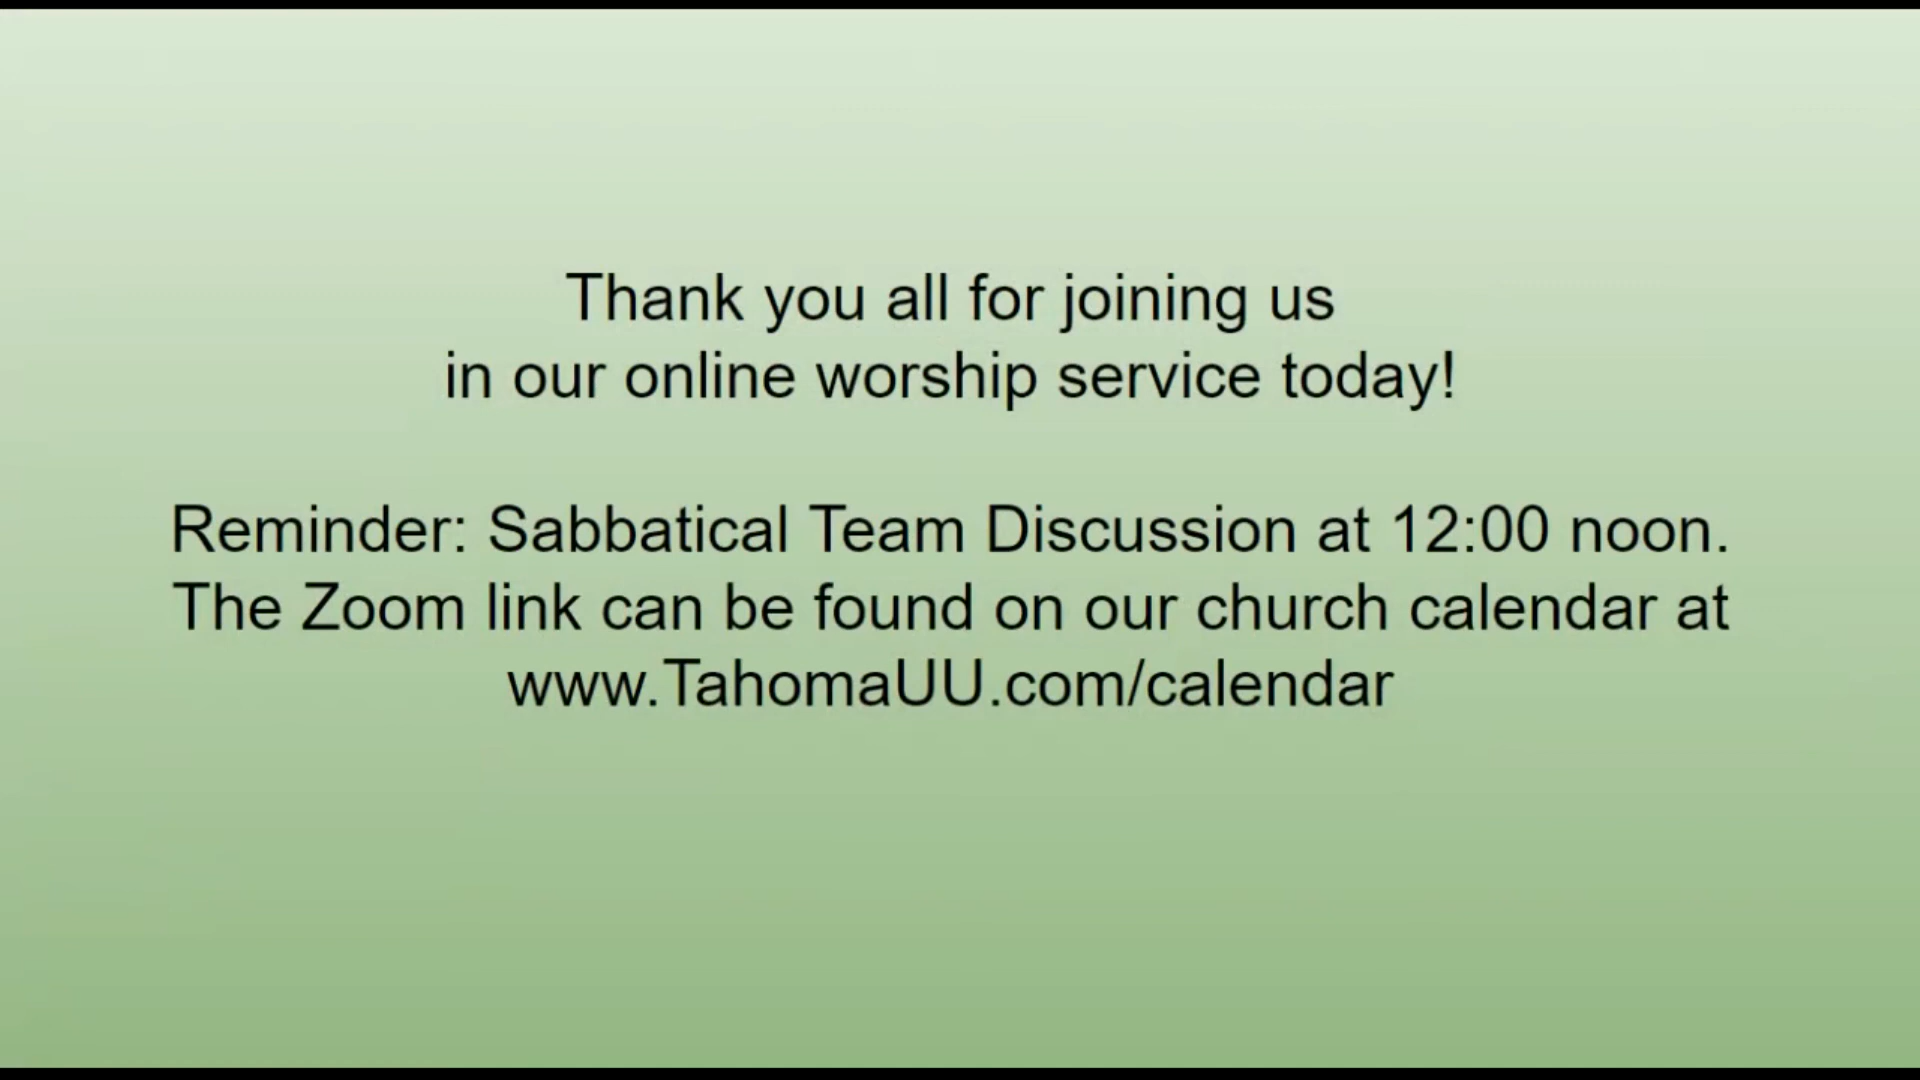 Thank you all for joining us
in our online worship service today!
Reminder: Sabbatical Team Discussion at 12:00 noon.
The Zoom link can be found on our church calendar at
www.TahomaUU.com/calendar